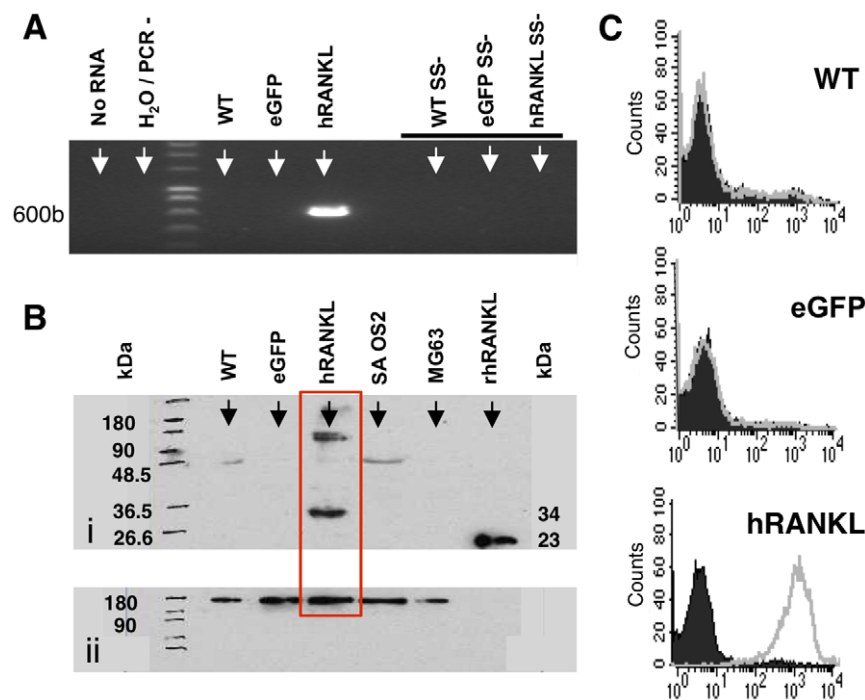 A
No RNA
H₂O / PCR -
WT
eGFP
hRANKL
WT SS-
eGFP SS-
hRANKL SS-
600b
B
kDa
WT
eGFP
hRANKL
SA OS2
MG63
rhRANKL
kDa
180
90
48.5
36.5
26.6
34
23
i
180
90
ii
C
WT
Counts
100
80
60
40
20
0
10⁰ 10¹ 10² 10³ 10⁴
eGFP
Counts
100
80
60
40
20
0
10⁰ 10¹ 10² 10³ 10⁴
hRANKL
Counts
100
80
60
40
20
0
10⁰ 10¹ 10² 10³ 10⁴